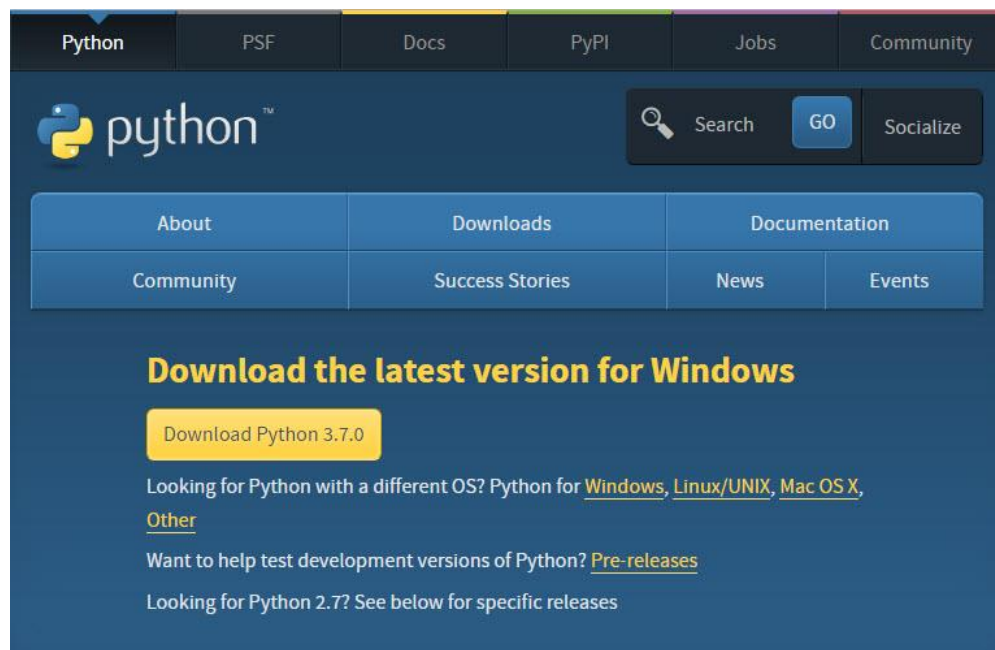 Python PSF Docs PyPI Jobs Community
python™ Search GO Socialize
About Downloads Documentation
Community Success Stories News Events
Download the latest version for Windows
Download Python 3.7.0
Looking for Python with a different OS? Python for Windows, Linux/UNIX, Mac OS X,
Other
Want to help test development versions of Python? Pre-releases
Looking for Python 2.7? See below for specific releases